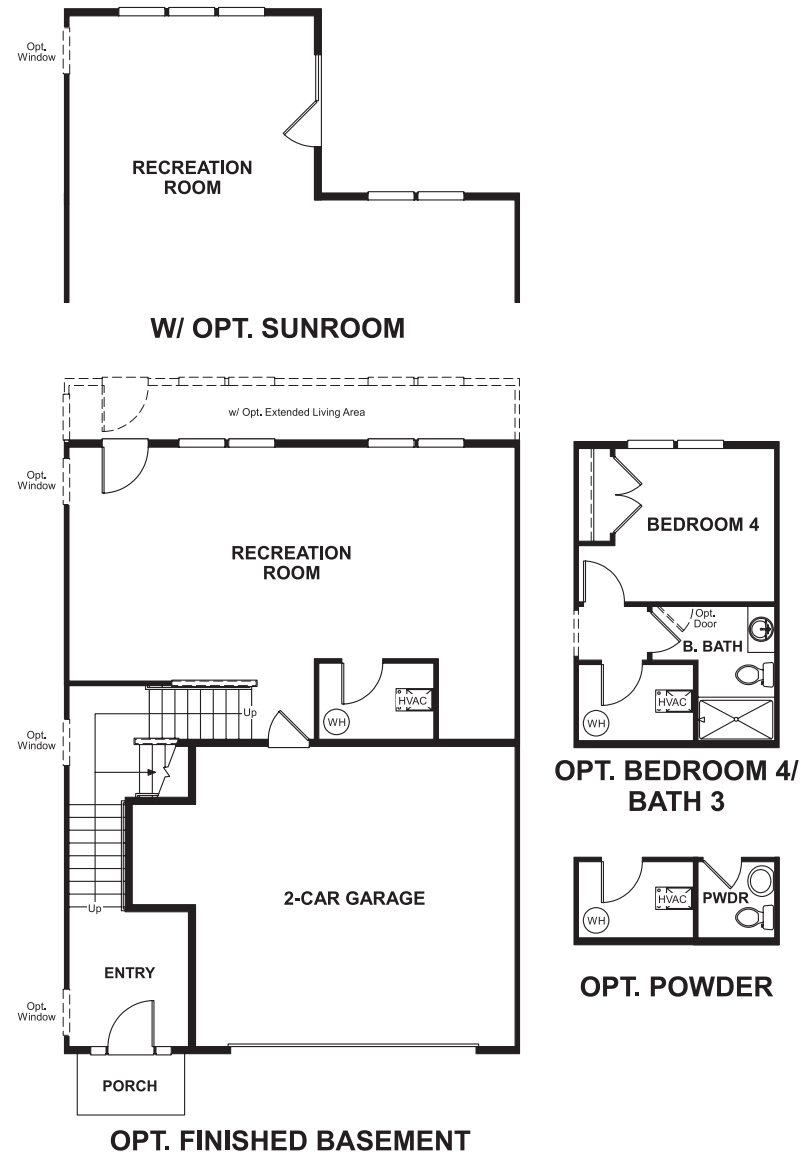 Opt.
Window
RECREATION
ROOM
W/ OPT. SUNROOM
w/ Opt. Extended Living Area
Opt.
Window
RECREATION
ROOM
WH
HVAC
Up
Opt.
Window
Up
2-CAR GARAGE
ENTRY
Opt.
Window
PORCH
OPT. FINISHED BASEMENT
BEDROOM 4
Opt.
Door
B. BATH
HVAC
WH
OPT. BEDROOM 4/
BATH 3
HVAC
WH
PWDR
OPT. POWDER